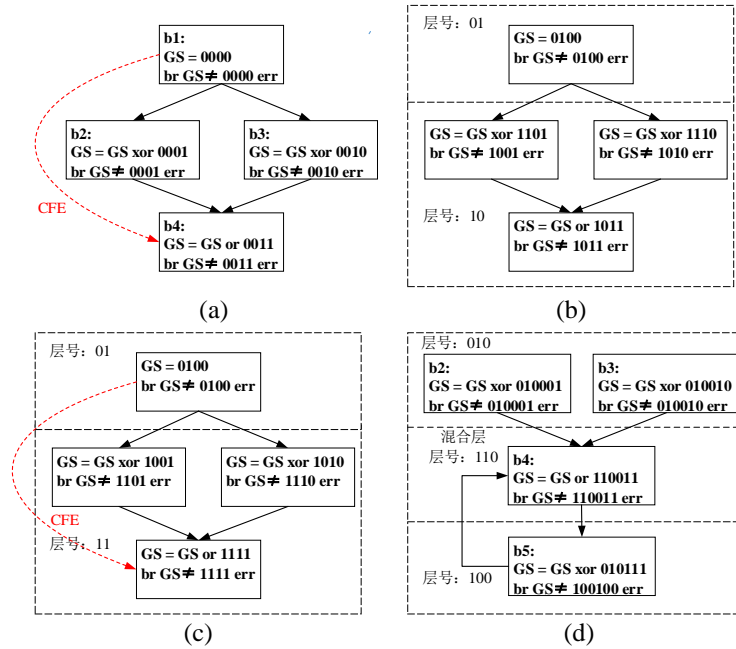 b1:
GS = 0000
br GS≠ 0000 err
b2:
GS = GS xor 0001
br GS≠ 0001 err
b3:
GS = GS xor 0010
br GS≠ 0010 err
CFE
b4:
GS = GS or 0011
br GS≠ 0011 err
(a)
层号：01
GS = 0100
br GS≠ 0100 err
GS = GS xor 1101
br GS≠ 1001 err
GS = GS xor 1110
br GS≠ 1010 err
层号：10
GS = GS or 1011
br GS≠ 1011 err
(b)
层号：01
GS = 0100
br GS≠ 0100 err
GS = GS xor 1001
br GS≠ 1101 err
GS = GS xor 1010
br GS≠ 1110 err
CFE
层号：11
GS = GS or 1111
br GS≠ 1111 err
(c)
层号：010
b2:
GS = GS xor 010001
br GS≠ 010001 err
b3:
GS = GS xor 010010
br GS≠ 010010 err
混合层
层号：110
b4:
GS = GS or 110011
br GS≠ 110011 err
层号：100
b5:
GS = GS xor 010111
br GS≠ 100100 err
(d)